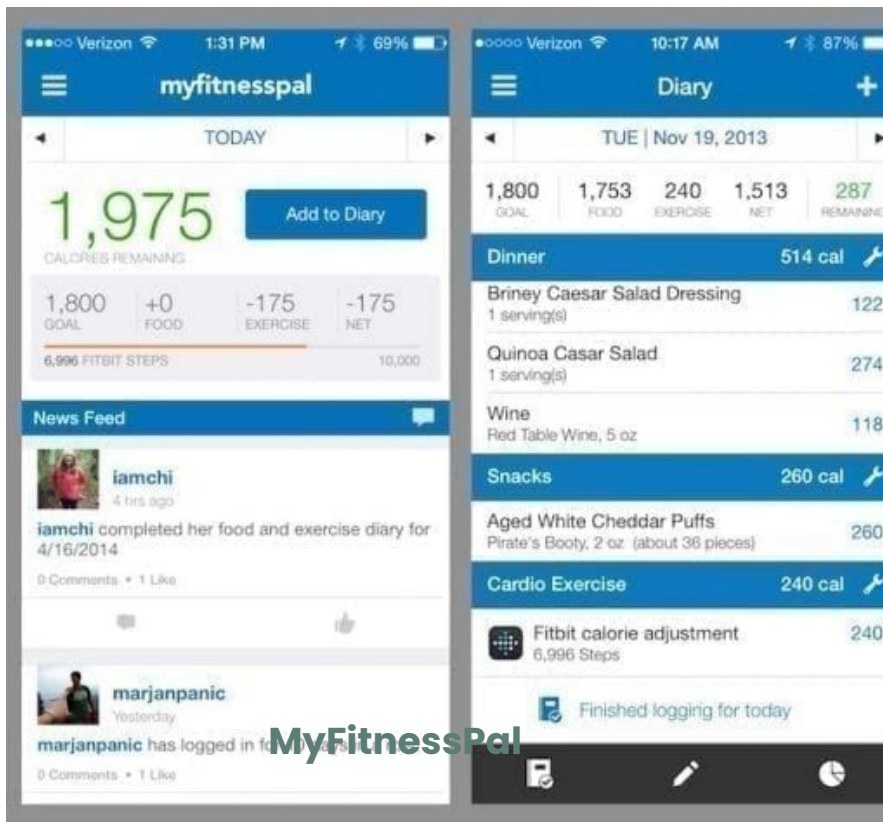 Verizon 1:31 PM 69%
myfitnesspal
TODAY
1,975
CALORIES REMAINING
Add to Diary
1,800 +0 -175 -175
GOAL FOOD EXERCISE NET
6,996 FITBIT STEPS 10,000
News Feed
iamchi
4 hrs ago
iamchi completed her food and exercise diary for
4/16/2014
0 Comments • 1 Like
marjanpanic
Yesterday
marjanpanic has logged in
0 Comments • 1 Like
Verizon 10:17 AM 87%
Diary
TUE | Nov 19, 2013
1,800 1,753 240 1,513 287
GOAL FOOD EXERCISE NET REMAINING
Dinner 514 cal
Briney Caesar Salad Dressing 122
1 serving(s)
Quinoa Casar Salad 274
1 serving(s)
Wine 118
Red Table Wine, 5 oz
Snacks 260 cal
Aged White Cheddar Puffs 260
Pirate's Booty, 2 oz (about 36 pieces)
Cardio Exercise 240 cal
Fitbit calorie adjustment 240
6,996 Steps
Finished logging for today
MyFitnessPal